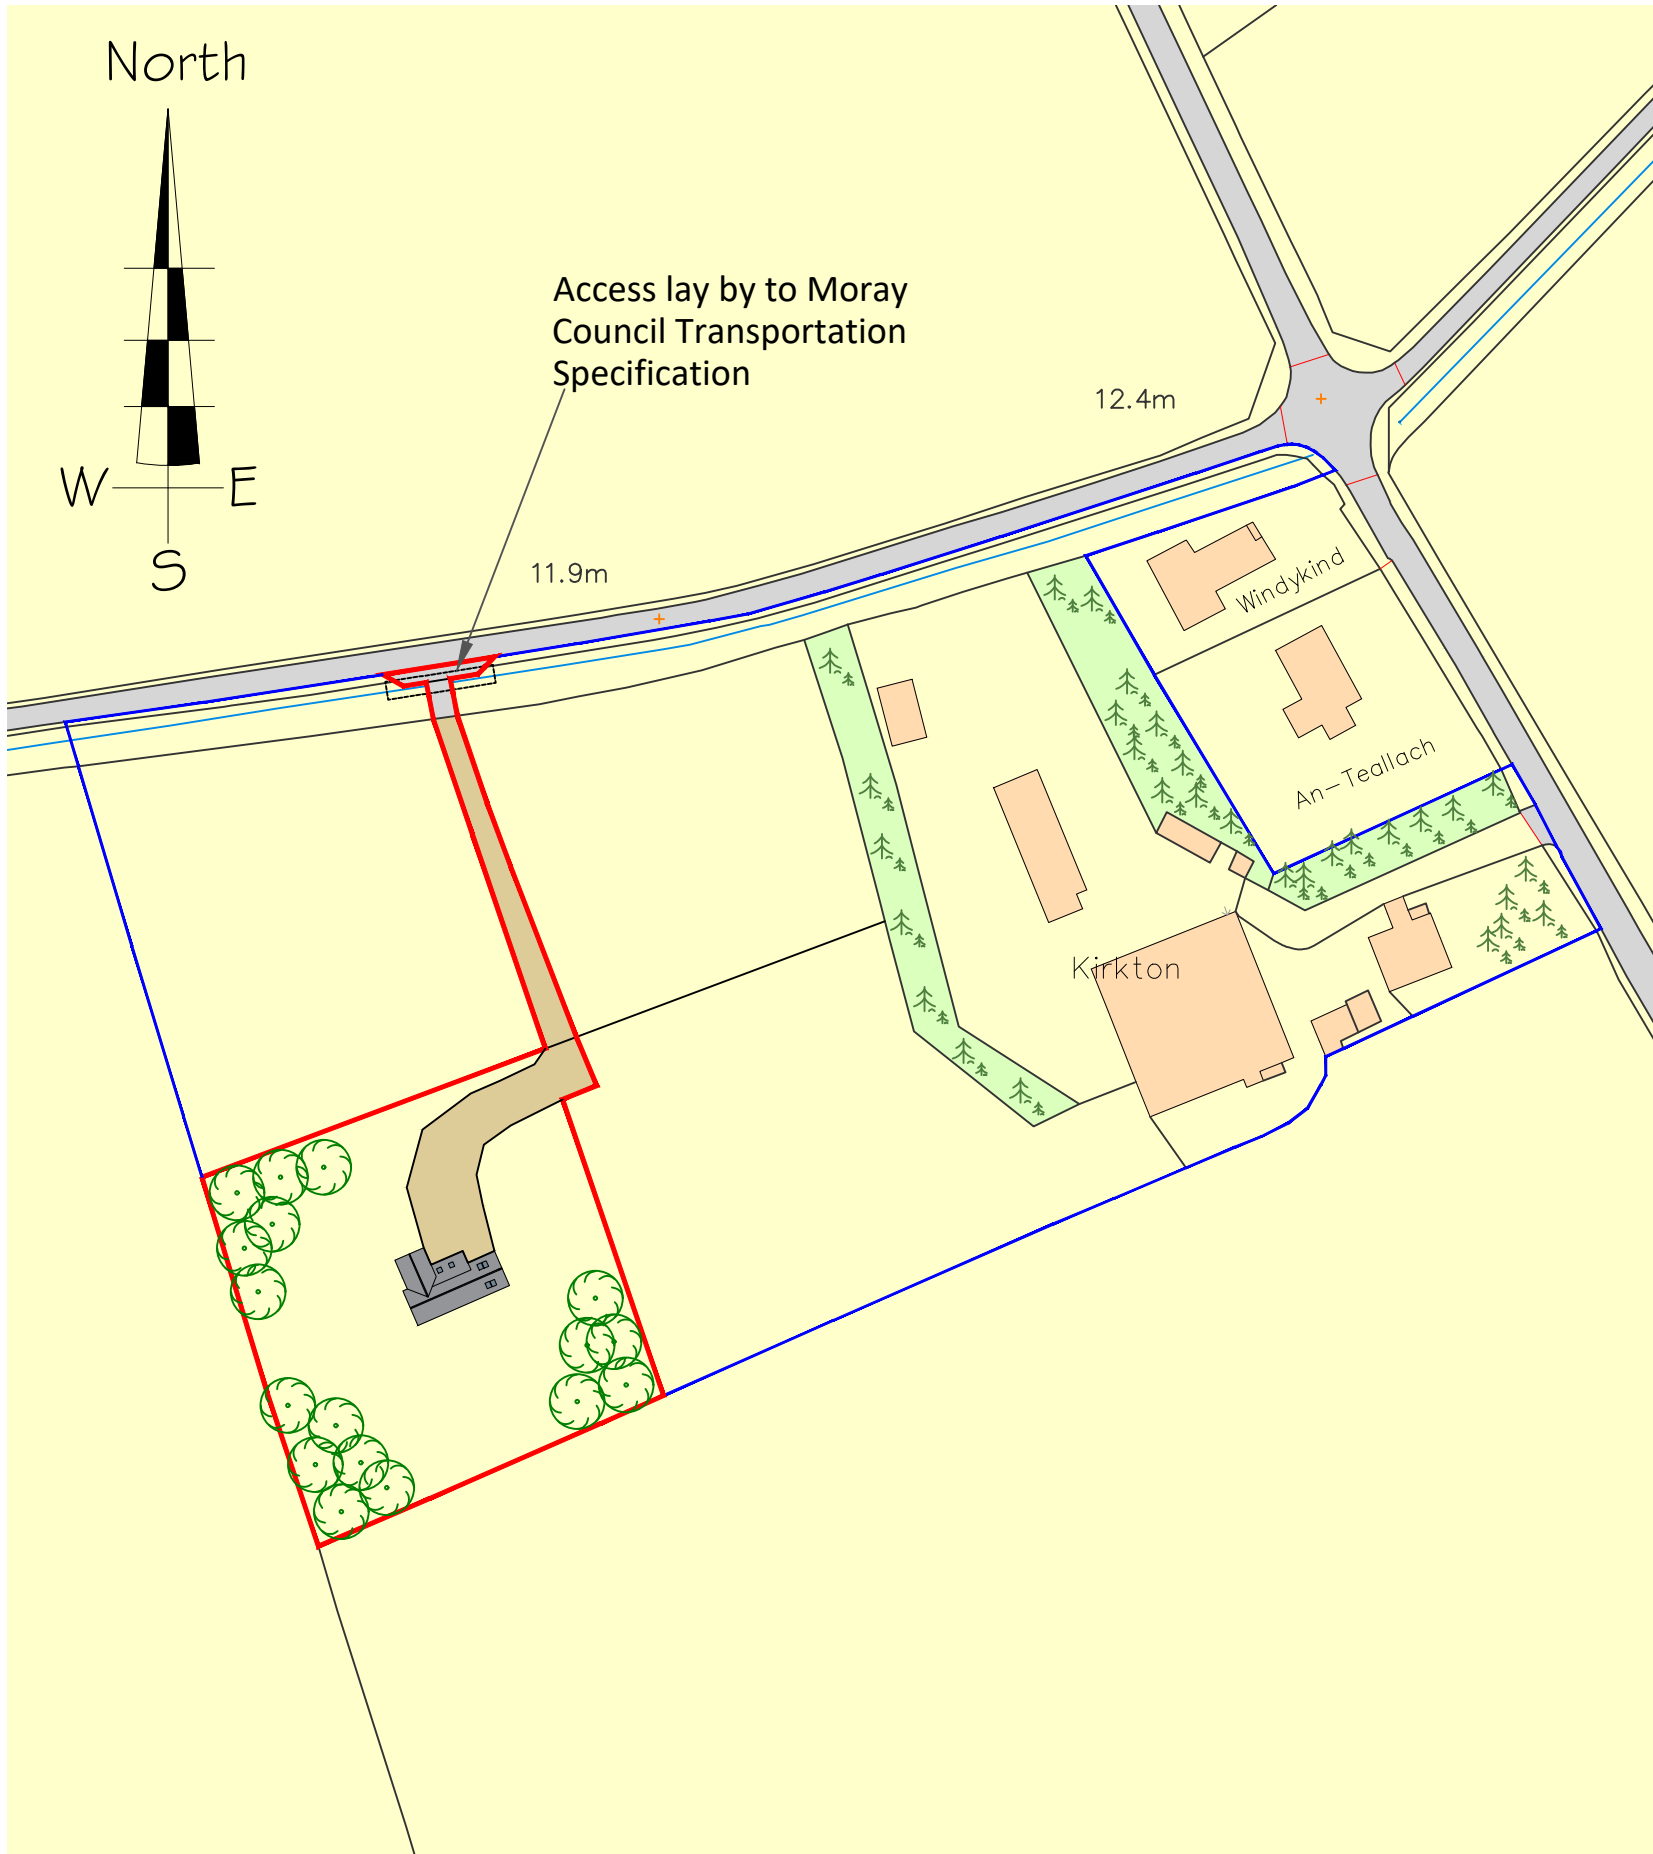 North
W E
S
Access lay by to Moray
Council Transportation
Specification
12.4m
11.9m
Windykind
An-Teallach
Kirkton